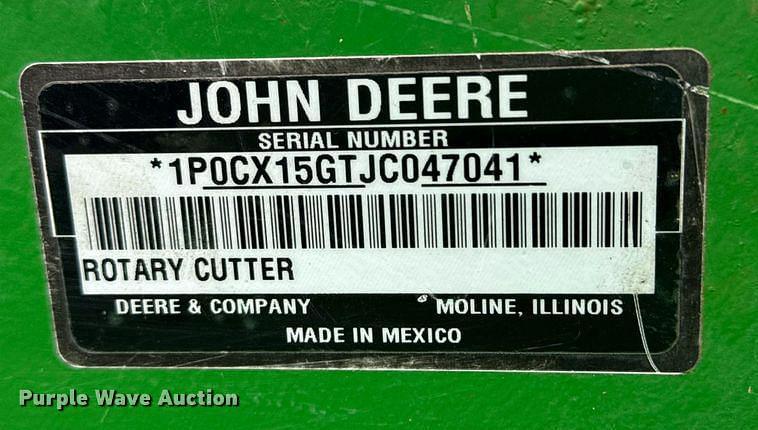 JOHN DEERE
SERIAL NUMBER
*1P0CX15GTJC047041*
ROTARY CUTTER
DEERE & COMPANY MOLINE, ILLINOIS
MADE IN MEXICO
Purple Wave Auction